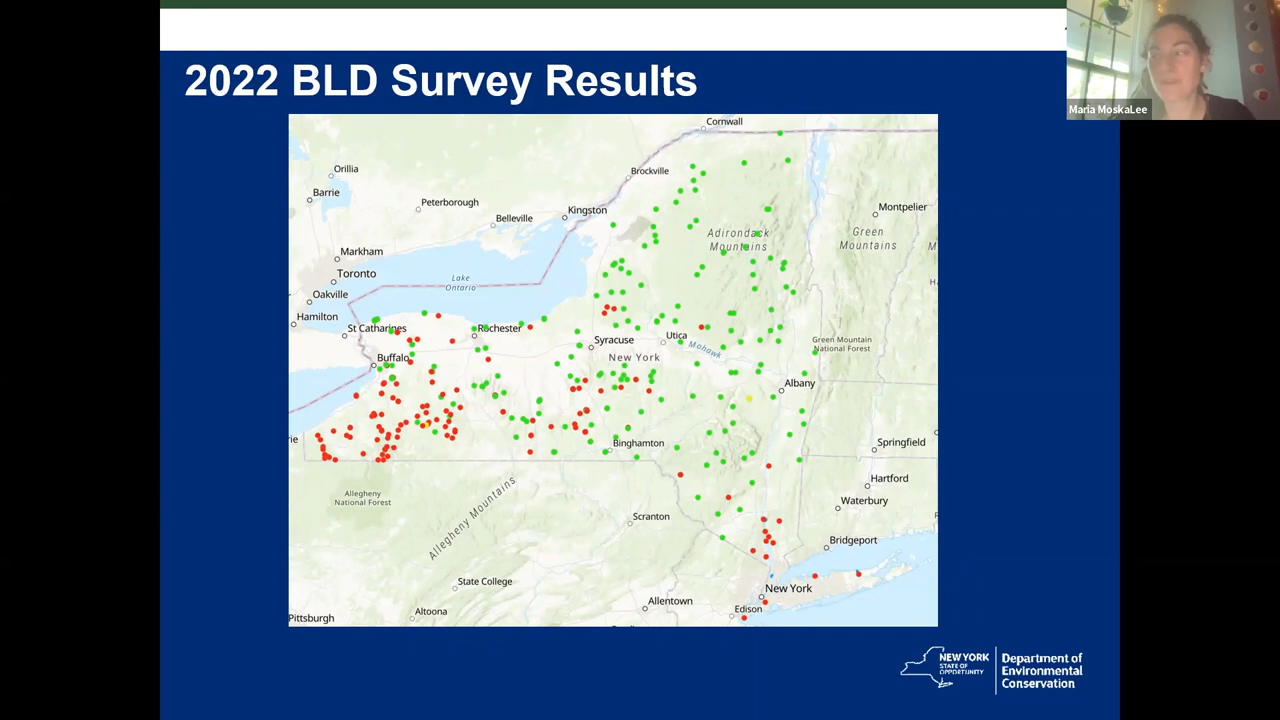 Maria MoskaLee
2022 BLD Survey Results
Cornwall
Orillia
Brockville
Barrie
Peterborough
Kingston
Montpelier
Belleville
Adirondack
Mountains
Green
Mountains
M
Markham
Toronto
Lake
Ontario
Ha
Oakville
Hamilton
St Catharines
Rochester
Syracuse
Utica
Green Mountain
National Forest
New York
Mohawk
Buffalo
Albany
rie
Binghamton
Springfield
Allegheny
National Forest
Hartford
Waterbury
Allegheny Mountains
Scranton
Bridgeport
State College
New York
Allentown
Edison
Altoona
Pittsburgh
NEW YORK
STATE OF
OPPORTUNITY
Department of
Environmental
Conservation